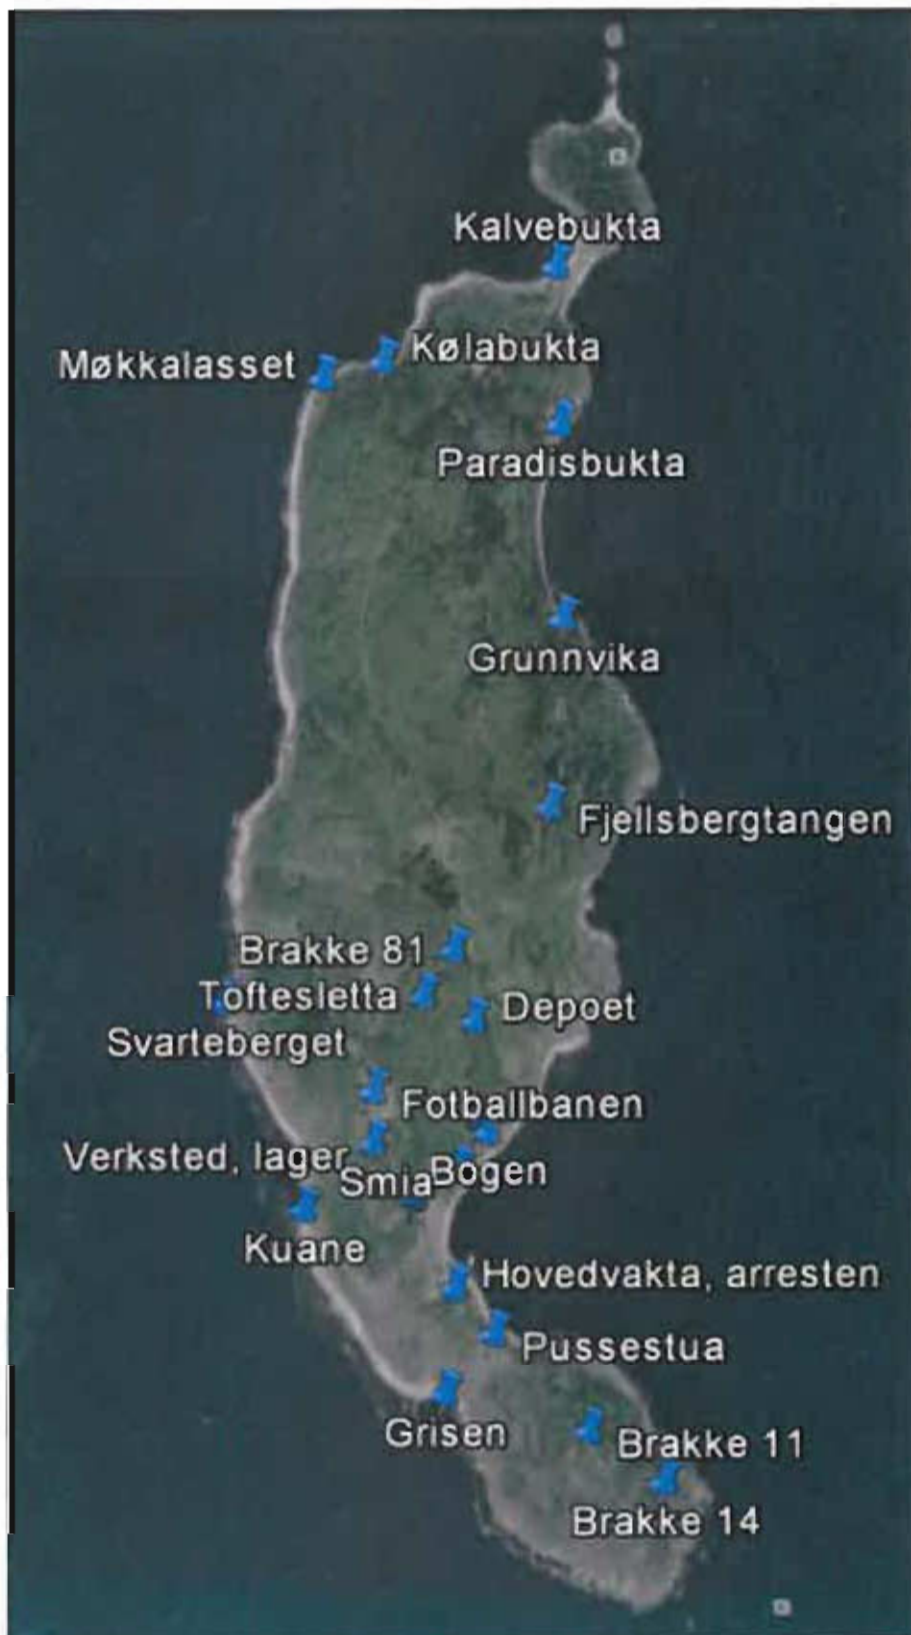 Kalvebukta
Kølabukta
Møkkalasset
Paradisbukta
Grunnvika
Fjellsbergtangen
Brakke 81
Toftesletta
Depoet
Svarteberget
Fotballbanen
Verksted, lager
Smia
Bogen
Kuane
Hovedvakta, arresten
Pussestua
Grisen
Brakke 11
Brakke 14